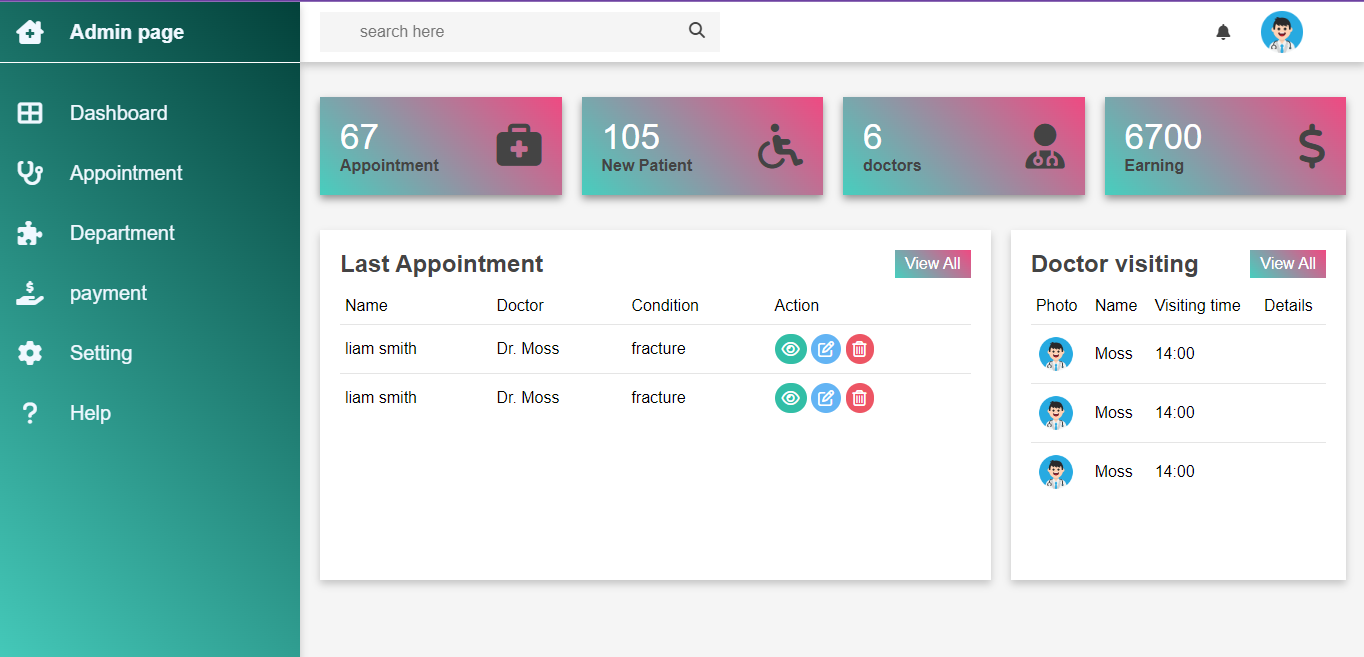 Admin page
search here
Dashboard
Appointment
Department
payment
Setting
Help
67
Appointment
105
New Patient
6
doctors
6700
Earning
$
Last Appointment
View All
Name Doctor Condition Action
liam smith Dr. Moss fracture
liam smith Dr. Moss fracture
Doctor visiting
View All
Photo Name Visiting time Details
Moss 14:00
Moss 14:00
Moss 14:00